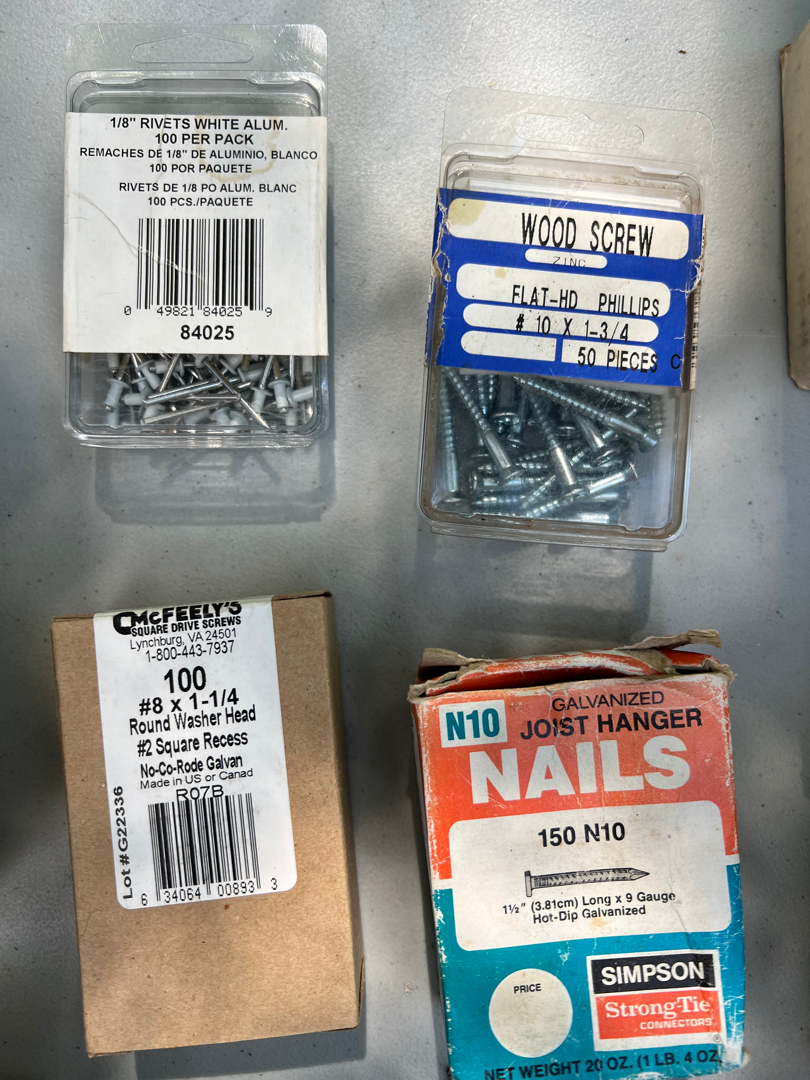 1/8" RIVETS WHITE ALUM.
100 PER PACK
REMACHES DE 1/8" DE ALUMINIO, BLANCO
100 POR PAQUETE
RIVETS DE 1/8 PO ALUM. BLANC
100 PCS./PAQUETE
0 49821 84025 9
84025
WOOD SCREW
ZINC
FLAT-HD PHILLIPS
# 10 X 1-3/4
50 PIECES C
McFEELY'S
SQUARE DRIVE SCREWS
Lynchburg, VA 24501
1-800-443-7937
100
#8 x 1-1/4
Round Washer Head
#2 Square Recess
No-Co-Rode Galvan
Made in US or Canad
R07B
Lot # G22336
6 34064 00893 3
N10
GALVANIZED
JOIST HANGER
NAILS
150 N10
1½" (3.81cm) Long x 9 Gauge
Hot-Dip Galvanized
PRICE
SIMPSON
Strong-Tie
CONNECTORS
®
NET WEIGHT 20 OZ. (1 LB. 4 OZ.